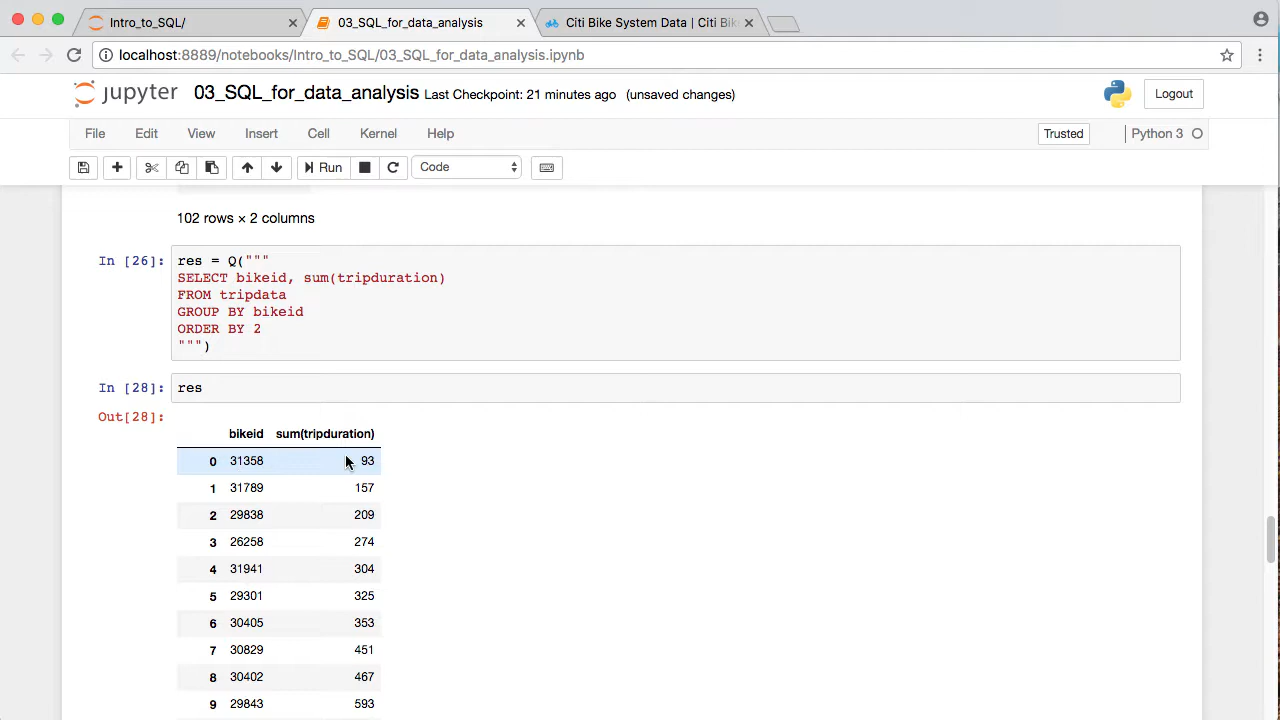 Intro_to_SQL/
03_SQL_for_data_analysis
Citi Bike System Data | Citi Bik
localhost:8889/notebooks/Intro_to_SQL/03_SQL_for_data_analysis.ipynb
jupyter 03_SQL_for_data_analysis Last Checkpoint: 21 minutes ago (unsaved changes)
Logout
File Edit View Insert Cell Kernel Help
Trusted
Python 3
Run
Code
102 rows × 2 columns
In [26]: res = Q("""
SELECT bikeid, sum(tripduration)
FROM tripdata
GROUP BY bikeid
ORDER BY 2
""")
In [28]: res
Out[28]:
bikeid sum(tripduration)
0 31358 93
1 31789 157
2 29838 209
3 26258 274
4 31941 304
5 29301 325
6 30405 353
7 30829 451
8 30402 467
9 29843 593